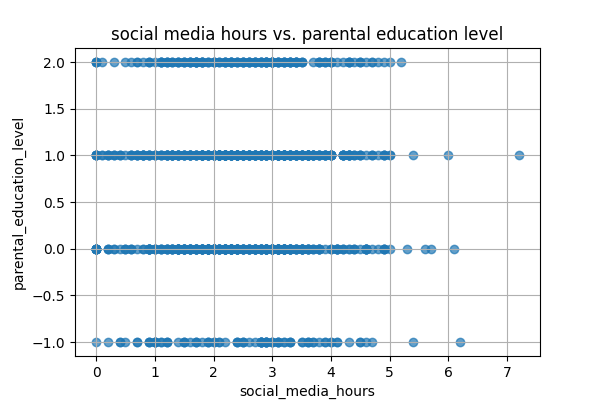 social media hours vs. parental education level
2.0
1.5
1.0
0.5
0.0
−0.5
−1.0
parental_education_level
0 1 2 3 4 5 6 7
social_media_hours